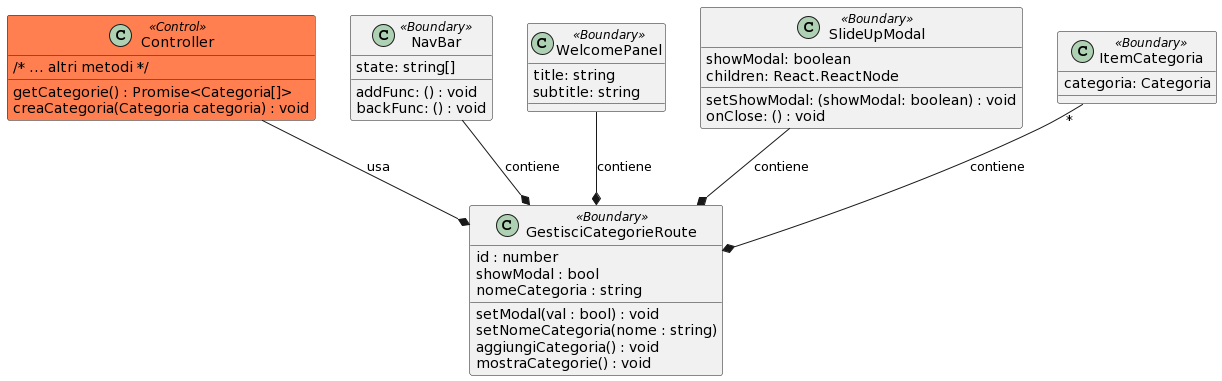 C
«Control»
Controller
/* ... altri metodi */
getCategorie() : Promise<Categoria[]>
creaCategoria(Categoria categoria) : void
C
«Boundary»
NavBar
state: string[]
addFunc: () : void
backFunc: () : void
C
«Boundary»
WelcomePanel
title: string
subtitle: string
C
«Boundary»
SlideUpModal
showModal: boolean
children: React.ReactNode
setShowModal: (showModal: boolean) : void
onClose: () : void
C
«Boundary»
ItemCategoria
categoria: Categoria
*
usa
contiene
contiene
contiene
contiene
C
«Boundary»
GestisciCategorieRoute
id : number
showModal : bool
nomeCategoria : string
setModal(val : bool) : void
setNomeCategoria(nome : string)
aggiungiCategoria() : void
mostraCategorie() : void